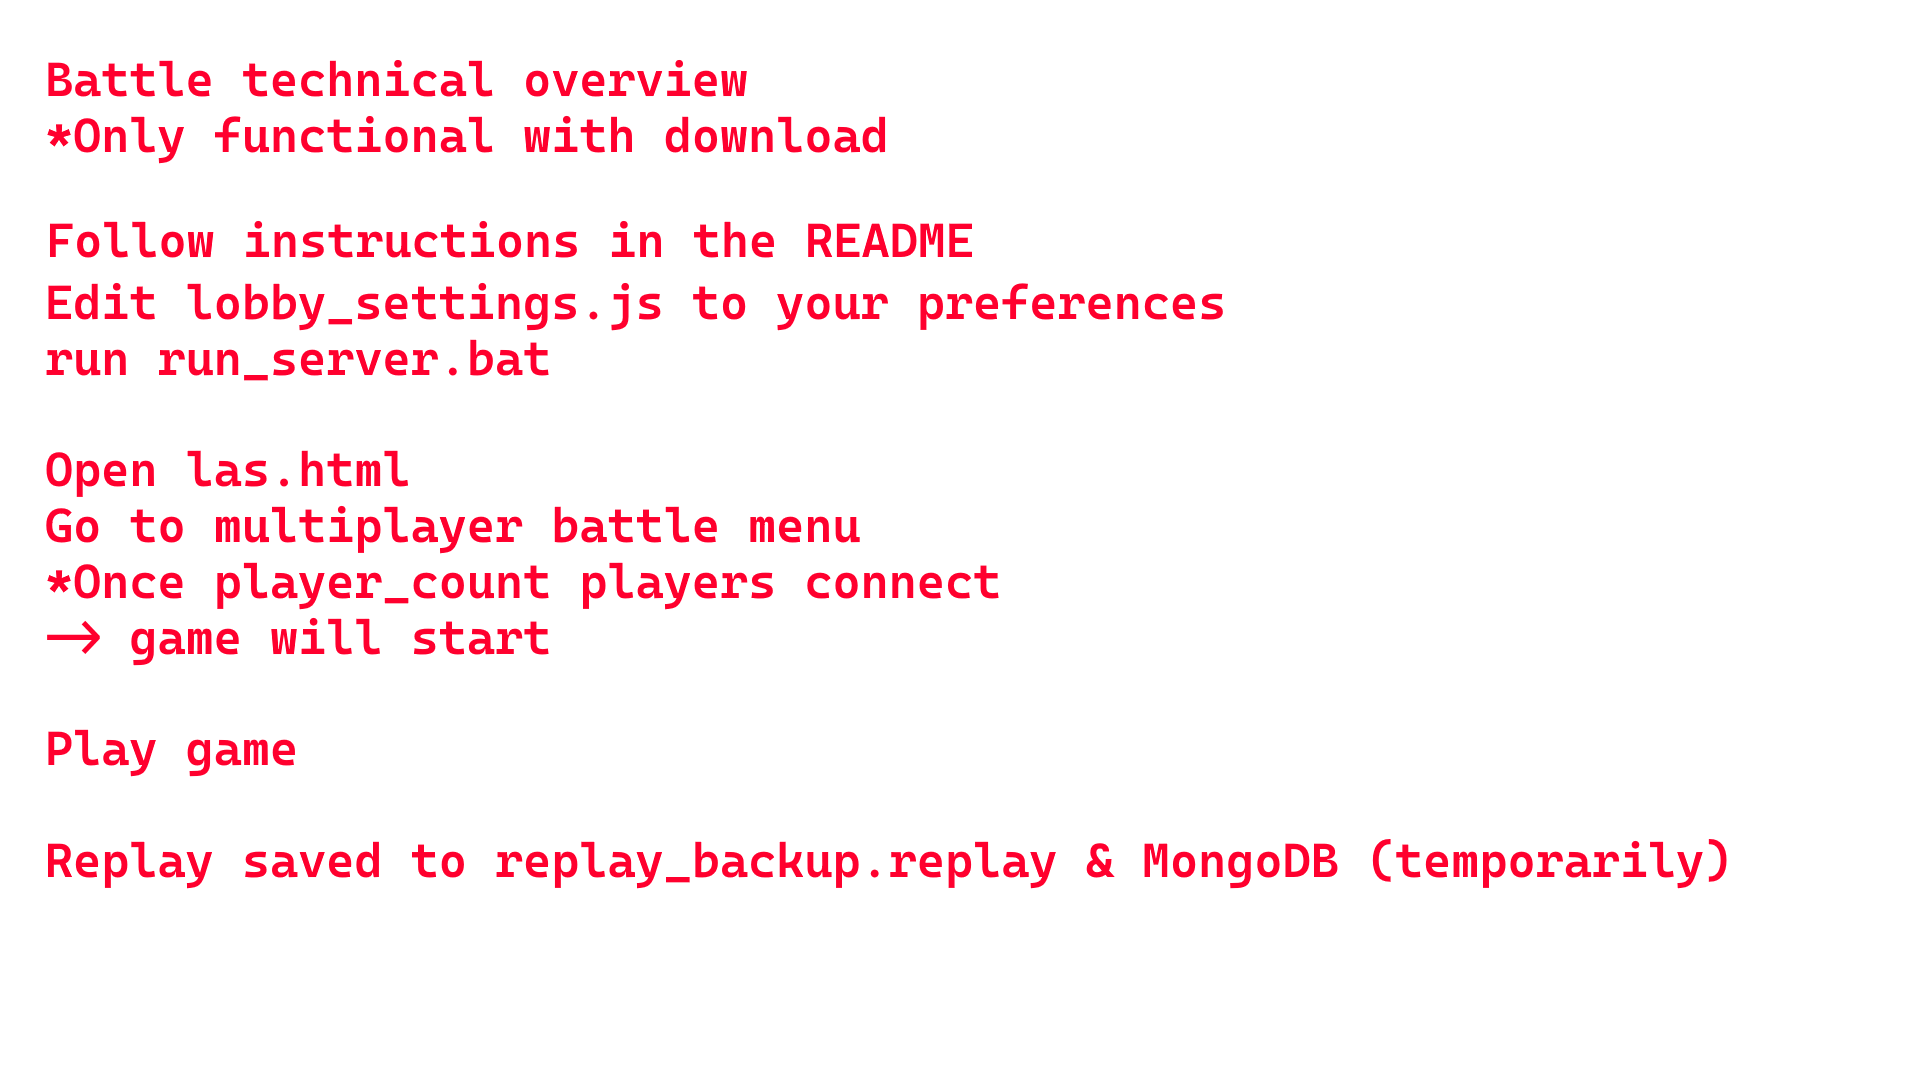 Battle technical overview
*Only functional with download
Follow instructions in the README
Edit lobby_settings.js to your preferences
run run_server.bat
Open las.html
Go to multiplayer battle menu
*Once player_count players connect
⟶ game will start
Play game
Replay saved to replay_backup.replay & MongoDB (temporarily)